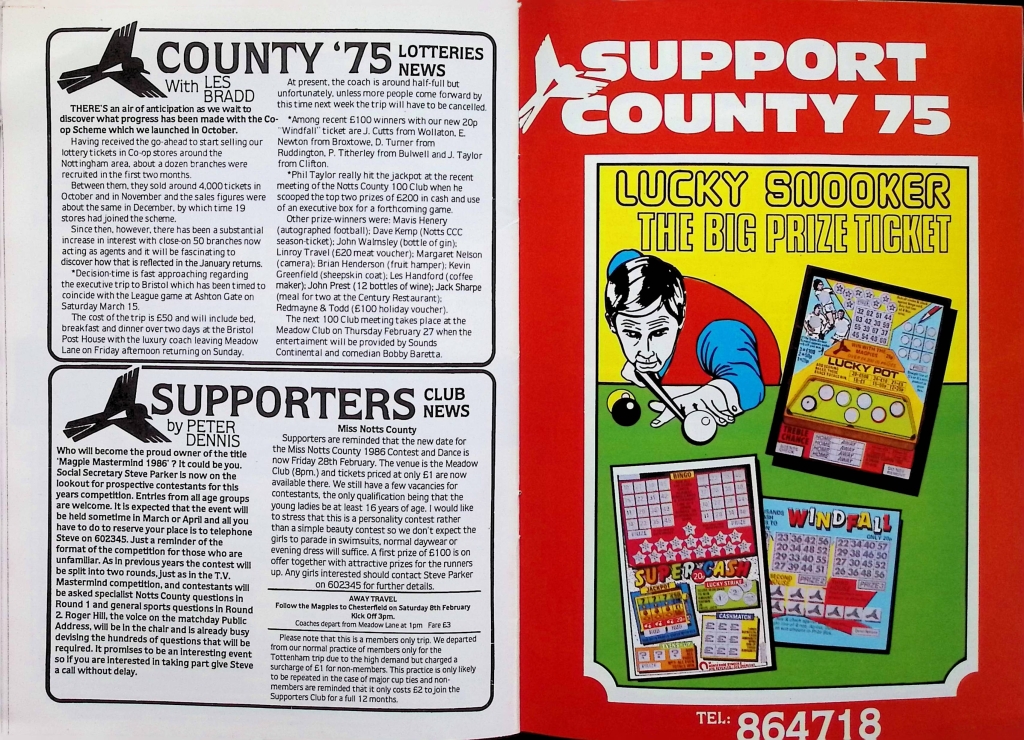 COUNTY '75 LOTTERIES NEWS
With LES BRADD
THERE'S an air of anticipation as we wait to
discover what progress has been made with the Co-
op Scheme which we launched in October.
Having received the go-ahead to start selling our
lottery tickets in Co-op stores around the
Nottingham area, about a dozen branches were
recruited in the first two months.
Between them, they sold around 4,000 tickets in
October and in November and the sales figures were
about the same in December, by which time 19
stores had joined the scheme.
Since then, however, there has been a substantial
increase in interest with close-on 50 branches now
acting as agents and it will be fascinating to
discover how that is reflected in the January returns.
*Decision-time is fast approaching regarding
the executive trip to Bristol which has been timed to
coincide with the League game at Ashton Gate on
Saturday March 15.
The cost of the trip is £50 and will include bed,
breakfast and dinner over two days at the Bristol
Post House with the luxury coach leaving Meadow
Lane on Friday afternoon returning on Sunday.
At present, the coach is around half-full but
unfortunately, unless more people come forward by
this time next week the trip will have to be cancelled.
*Among recent £100 winners with our new 20p
"Windfall" ticket are J. Cutts from Wollaton, E.
Newton from Broxtowe, D. Turner from
Ruddington, P. Titherley from Bulwell and J. Taylor
from Clifton.
*Phil Taylor really hit the jackpot at the recent
meeting of the Notts County 100 Club when he
scooped the top two prizes of £200 in cash and use
of an executive box for a forthcoming game.
Other prize-winners were: Mavis Henery
(autographed football); Dave Kemp (Notts CCC
season-ticket); John Walmsley (bottle of gin);
Linroy Travel (£20 meat voucher); Margaret Nelson
(camera); Brian Henderson (fruit hamper); Kevin
Greenfield (sheepskin coat); Les Handford (coffee
maker); John Prest (12 bottles of wine); Jack Sharpe
(meal for two at the Century Restaurant);
Redmayne & Todd (£100 holiday voucher).
The next 100 Club meeting takes place at the
Meadow Club on Thursday February 27 when the
entertaiment will be provided by Sounds
Continental and comedian Bobby Baretta.
SUPPORTERS CLUB NEWS
by PETER DENNIS
Who will become the proud owner of the title
'Magpie Mastermind 1986'? It could be you.
Social Secretary Steve Parker is now on the
lookout for prospective contestants for this
years competition. Entries from all age groups
are welcome. It is expected that the event will
be held sometime in March or April and all you
have to do to reserve your place is to telephone
Steve on 602345. Just a reminder of the
format of the competition for those who are
unfamiliar. As in previous years the contest will
be split into two rounds, just as in the T.V.
Mastermind competition, and contestants will
be asked specialist Notts County questions in
Round 1 and general sports questions in Round
2. Roger Hill, the voice on the matchday Public
Address, will be in the chair and is already busy
devising the hundreds of questions that will be
required. It promises to be an interesting event
so if you are interested in taking part give Steve
a call without delay.
Miss Notts County
Supporters are reminded that the new date for
the Miss Notts County 1986 Contest and Dance is
now Friday 28th February. The venue is the Meadow
Club (8pm.) and tickets priced at only £1 are now
available there. We still have a few vacancies for
contestants, the only qualification being that the
young ladies be at least 16 years of age. I would like
to stress that this is a personality contest rather
than a simple beauty contest so we don't expect the
girls to parade in swimsuits, normal daywear or
evening dress will suffice. A first prize of £100 is on
offer together with attractive prizes for the runners
up. Any girls interested should contact Steve Parker
on 602345 for further details.
AWAY TRAVEL
Follow the Magpies to Chesterfield on Saturday 8th February
Kick Off 3pm.
Coaches depart from Meadow Lane at 1pm Fare £3
Please note that this is a members only trip. We departed
from our normal practice of members only for the
Tottenham trip due to the high demand but charged a
surcharge of £1 for non-members. This practice is only likely
to be repeated in the case of major cup ties and non-
members are reminded that it only costs £2 to join the
Supporters Club for a full 12 months.
SUPPORT
COUNTY 75
LUCKY SNOOKER
THE BIG PRIZE TICKET
LUCKY POT
TREBLE CHANCE
BINGO
SUPER CASH
20p
JACKPOT
LUCKY STRIKE
CASHMATCH
WINDFALL
ONLY 20p
TEL: 864718